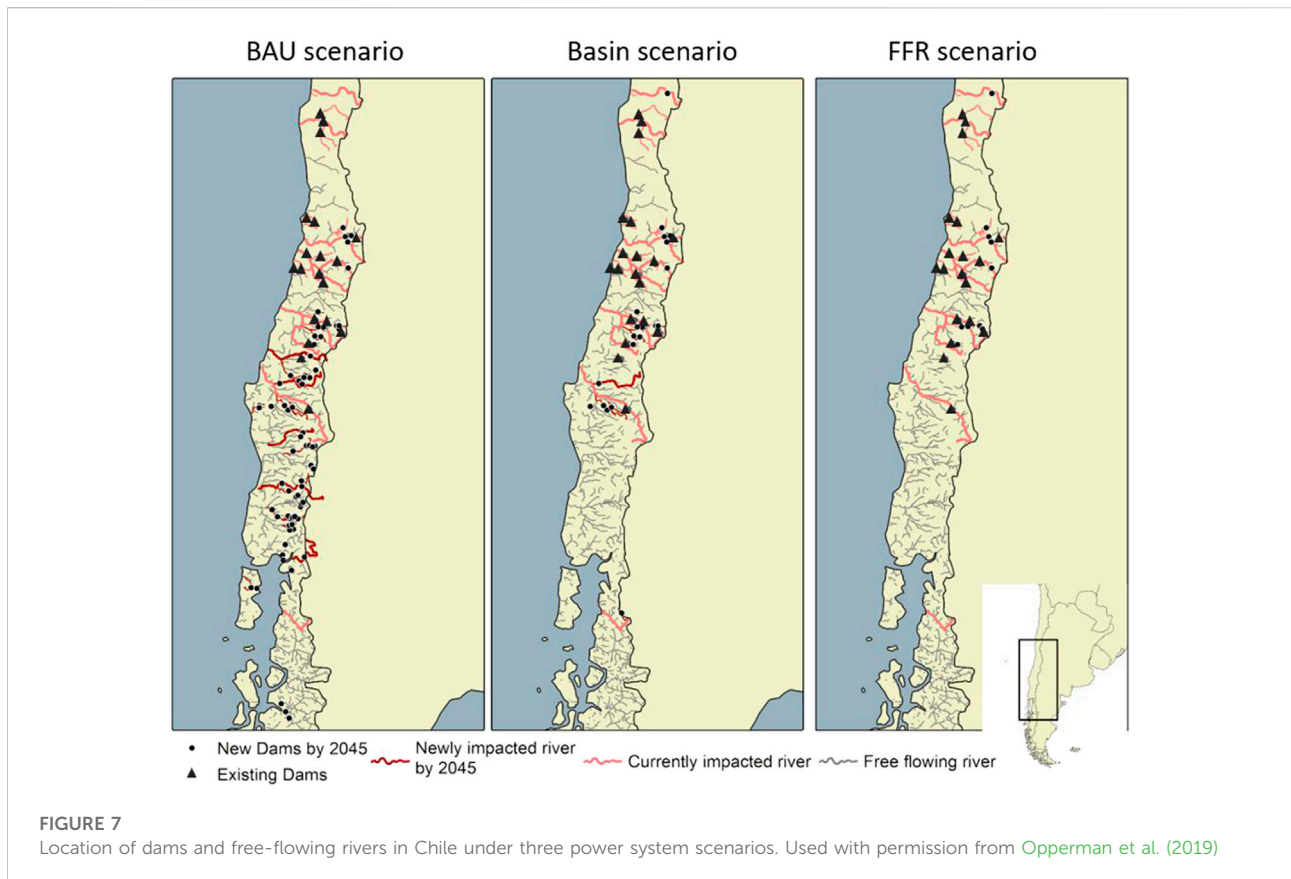 BAU scenario
Basin scenario
FFR scenario
New Dams by 2045
Existing Dams
Newly impacted river
by 2045
Currently impacted river
Free flowing river
FIGURE 7
Location of dams and free-flowing rivers in Chile under three power system scenarios. Used with permission from Opperman et al. (2019)